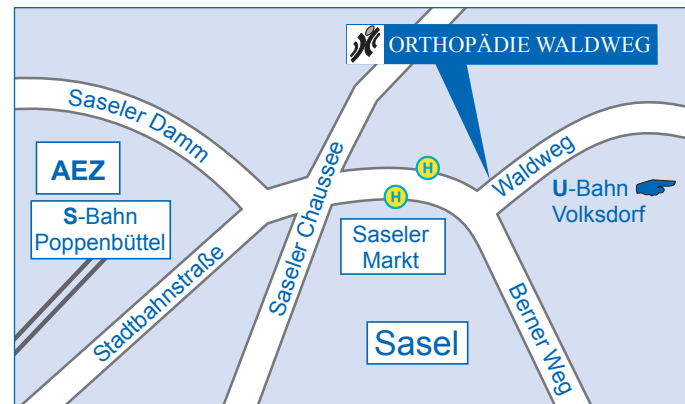 ORTHOPÄDIE WALDWEG
Saseler Damm
AEZ
S-Bahn
Poppenbüttel
Stadtbahnstraße
Saseler Chaussee
H
H
Saseler
Markt
Waldweg
U-Bahn
Volksdorf
Berner Weg
Sasel